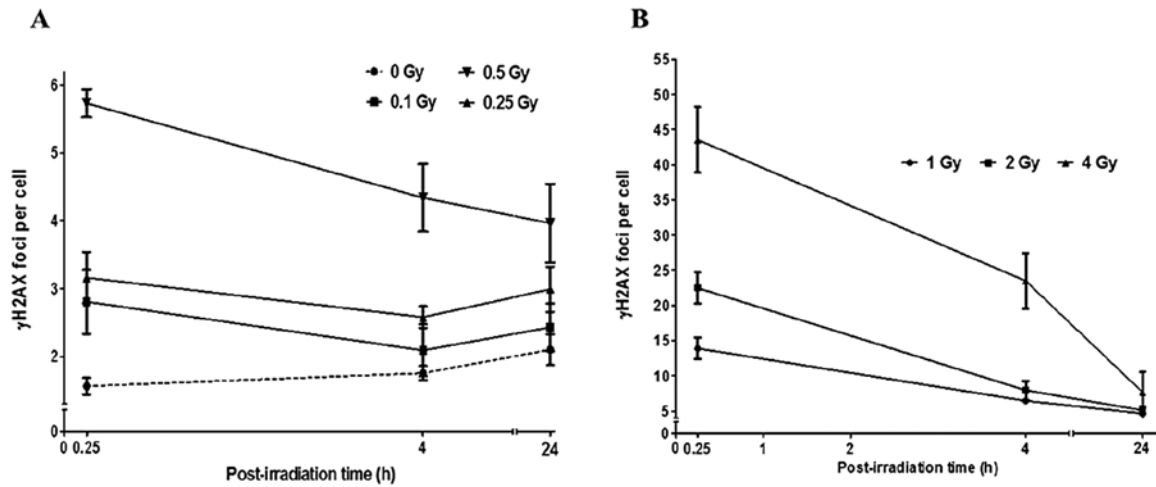 A
0 Gy 0.5 Gy
0.1 Gy 0.25 Gy
γH2AX foci per cell
6
5
4
3
2
0
0 0.25 4 24
Post-irradiation time (h)
B
1 Gy 2 Gy 4 Gy
γH2AX foci per cell
55
50
45
40
35
30
25
20
15
10
5
0
0 0.25 1 2 4 24
Post-irradiation time (h)